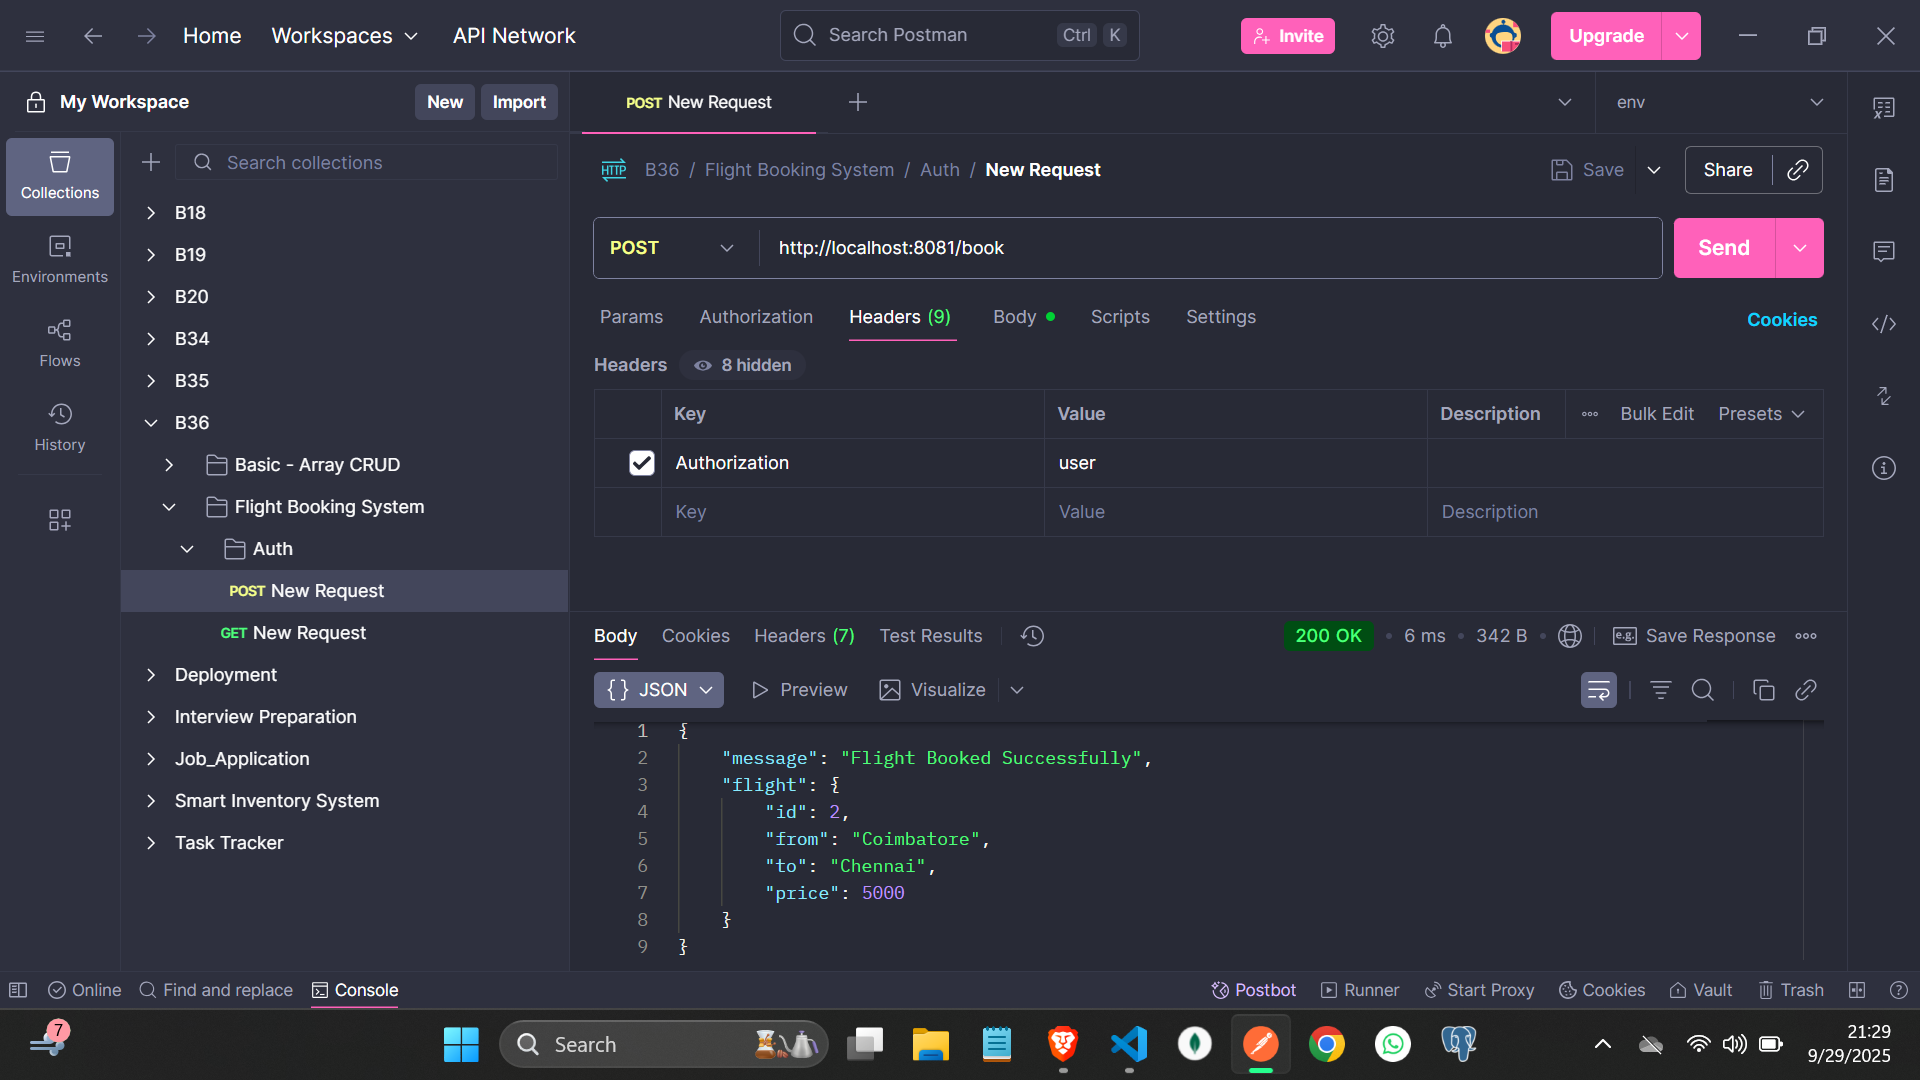 Home Workspaces API Network Search Postman Ctrl K Invite Upgrade
My Workspace New Import
POST New Request env
Collections
Environments
Flows
History
Search collections
B18
B19
B20
B34
B35
B36
Basic - Array CRUD
Flight Booking System
Auth
POST New Request
GET New Request
Deployment
Interview Preparation
Job_Application
Smart Inventory System
Task Tracker
HTTP B36 / Flight Booking System / Auth / New Request Save Share
POST http://localhost:8081/book Send
Params Authorization Headers (9) Body Scripts Settings Cookies
Headers 8 hidden
Key Value Description Bulk Edit Presets
Authorization user
Key Value Description
Body Cookies Headers (7) Test Results 200 OK • 6 ms • 342 B • e.g. Save Response
{} JSON Preview Visualize
1 {
2 "message": "Flight Booked Successfully",
3 "flight": {
4 "id": 2,
5 "from": "Coimbatore",
6 "to": "Chennai",
7 "price": 5000
8 }
9 }
Online Find and replace Console Postbot Runner Start Proxy Cookies Vault Trash
7 Search 21:29
9/29/2025